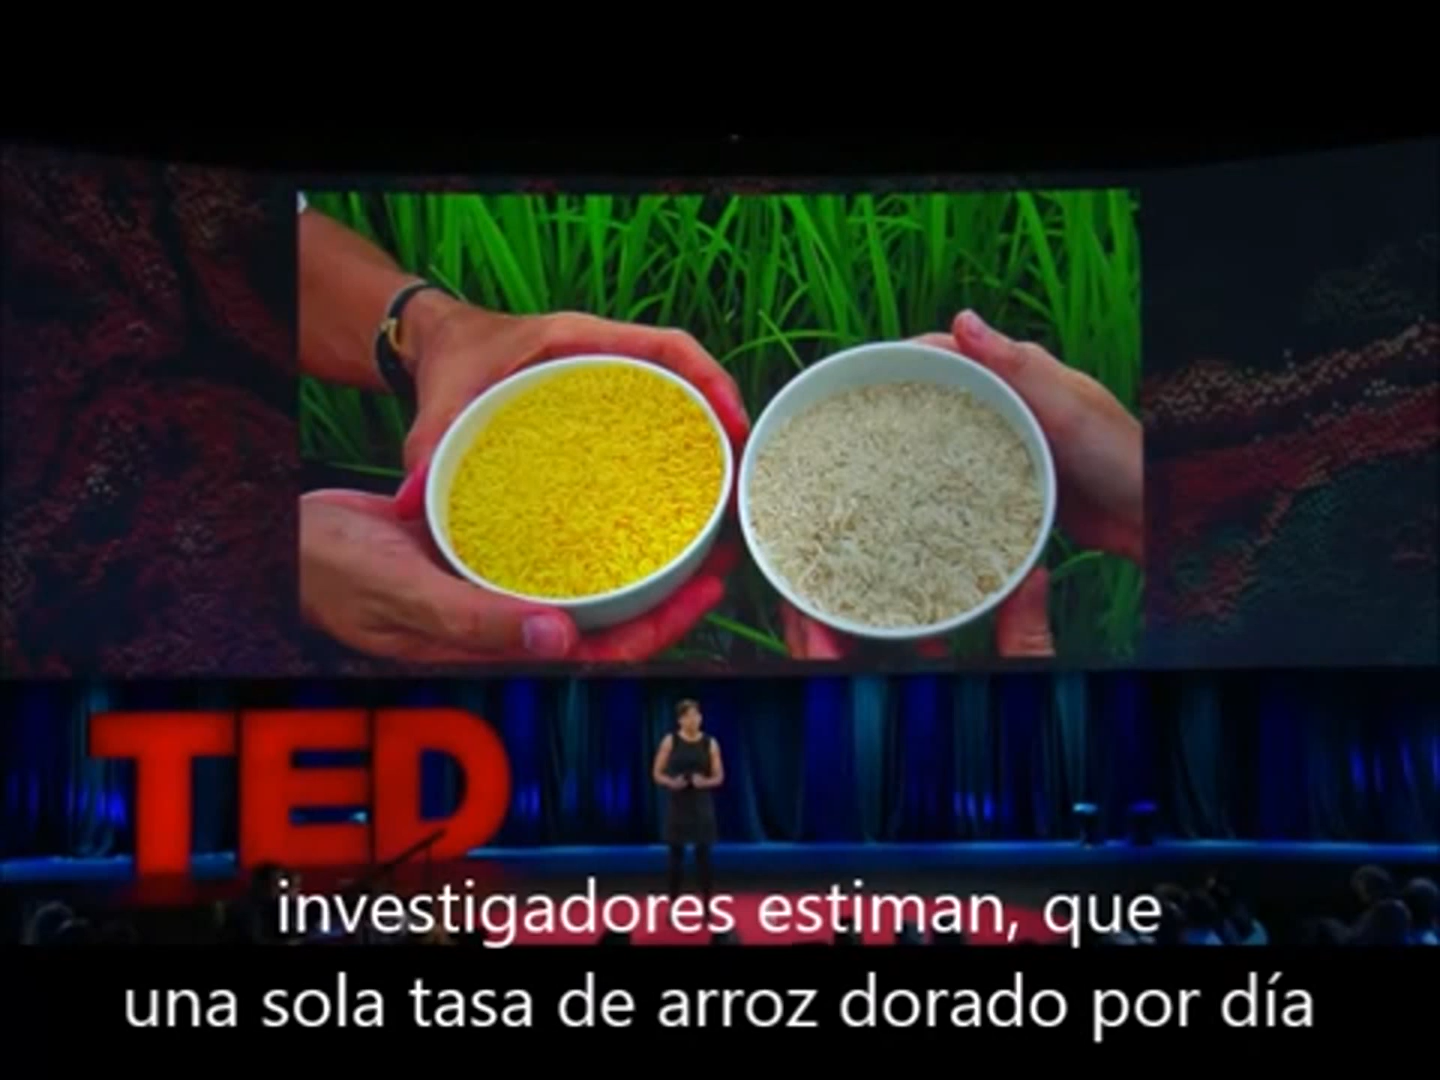 TED
investigadores estiman, que
una sola tasa de arroz dorado por día